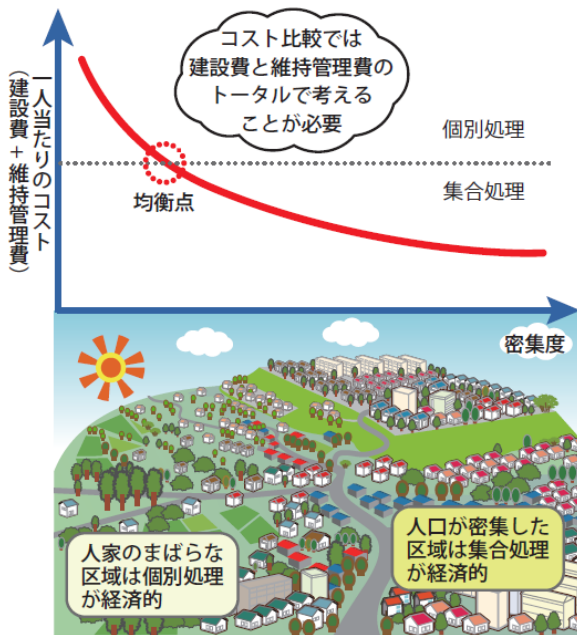 コスト比較では
建設費と維持管理費の
トータルで考える
ことが必要
一人当たりのコスト
（建設費＋維持管理費）
個別処理
集合処理
均衡点
密集度
人家のまばらな
区域は個別処理
が経済的
人口が密集した
区域は集合処理
が経済的